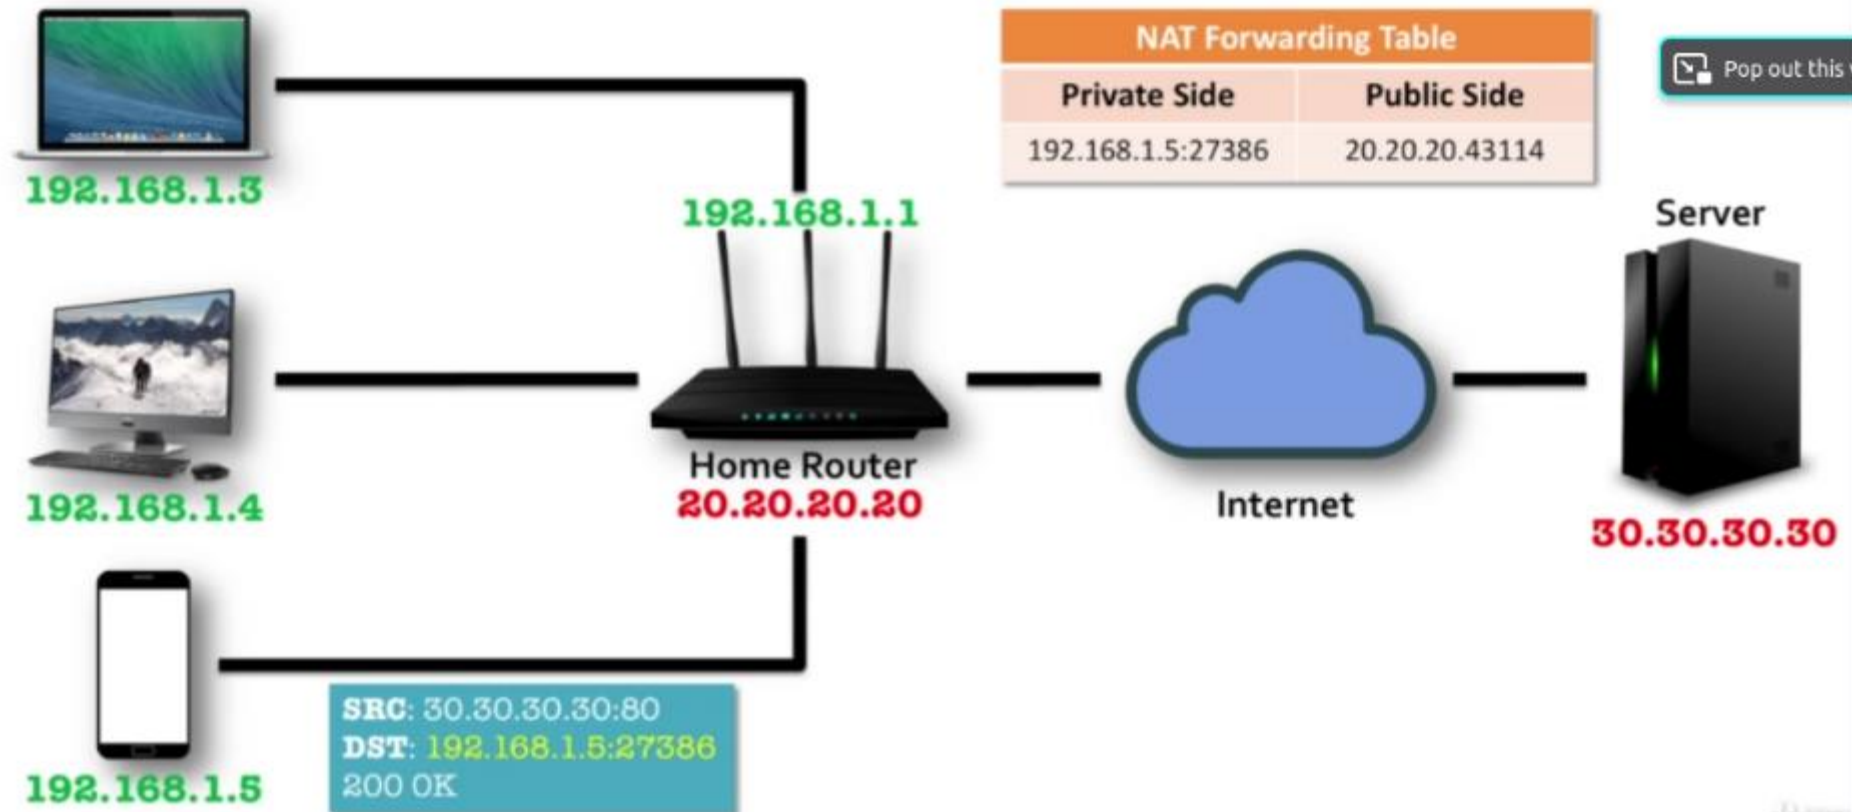 NAT Forwarding Table
Private Side Public Side
192.168.1.5:27386 20.20.20.43114
Pop out this
192.168.1.3
192.168.1.1
Server
192.168.1.4
Home Router
20.20.20.20
Internet
30.30.30.30
SRC: 30.30.30.30:80
DST: 192.168.1.5:27386
200 OK
192.168.1.5